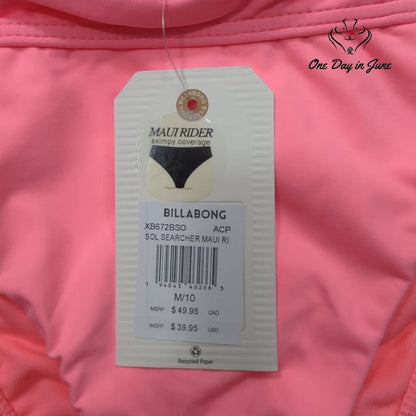 One Day in June
BILLABONG
MAUI RIDER
skimpy coverage
BILLABONG
XB672BSO ACP
SOL SEARCHER MAUI RI
M/10
MSRP $ 49.95 CAD
MSRP $ 39.95 USD
Recycled Paper